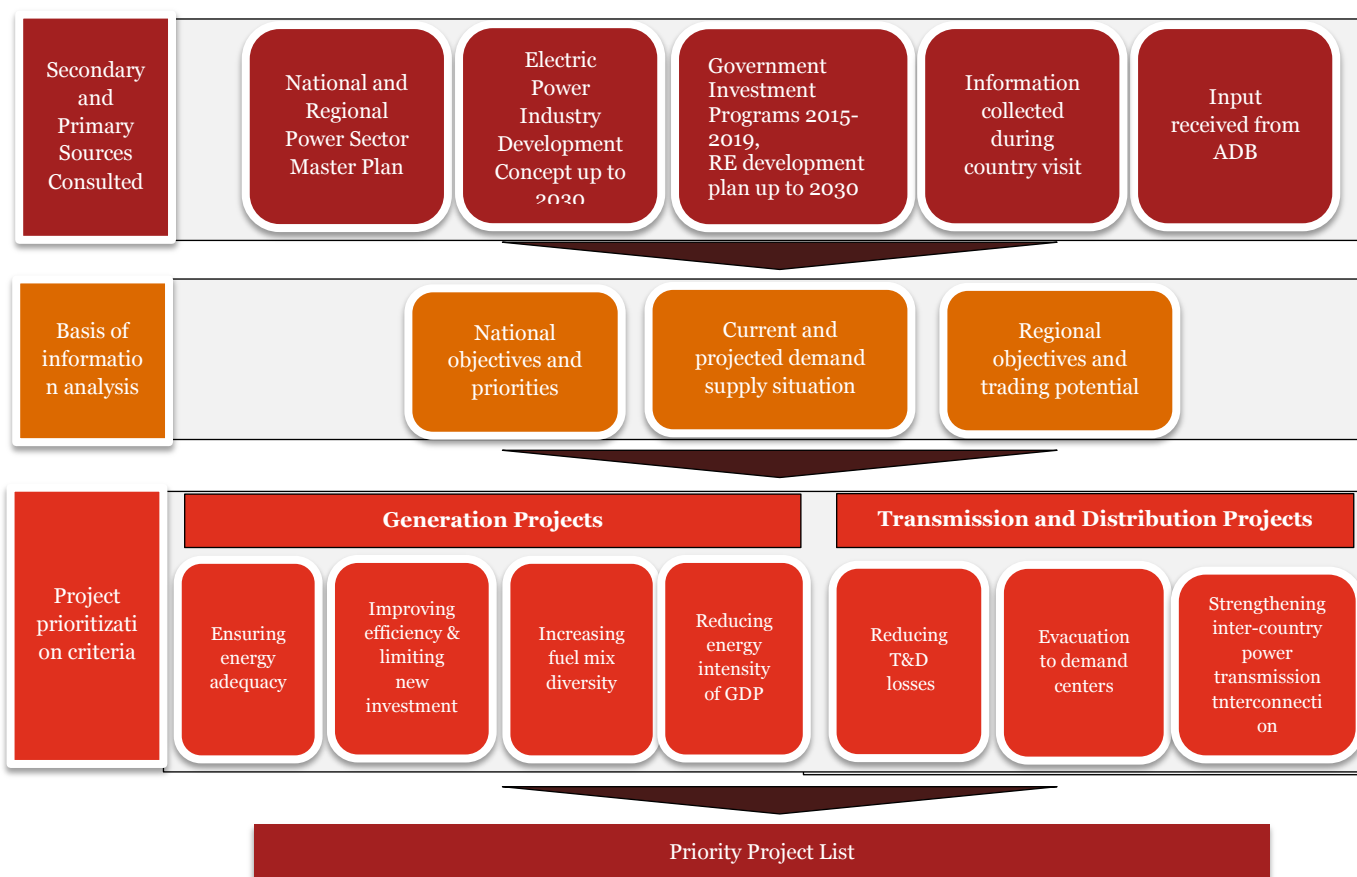 Secondary
and
Primary
Sources
Consulted
National and
Regional
Power Sector
Master Plan
Electric
Power
Industry
Development
Concept up to
2030
Government
Investment
Programs 2015-
2019,
RE development
plan up to 2030
Information
collected
during
country visit
Input
received from
ADB
Basis of
informatio
n analysis
National
objectives and
priorities
Current and
projected demand
supply situation
Regional
objectives and
trading potential
Project
prioritizati
on criteria
Generation Projects
Ensuring
energy
adequacy
Improving
efficiency &
limiting
new
investment
Increasing
fuel mix
diversity
Reducing
energy
intensity
of GDP
Transmission and Distribution Projects
Reducing
T&D
losses
Evacuation
to demand
centers
Strengthening
inter-country
power
transmission
tnterconnecti
on
Priority Project List